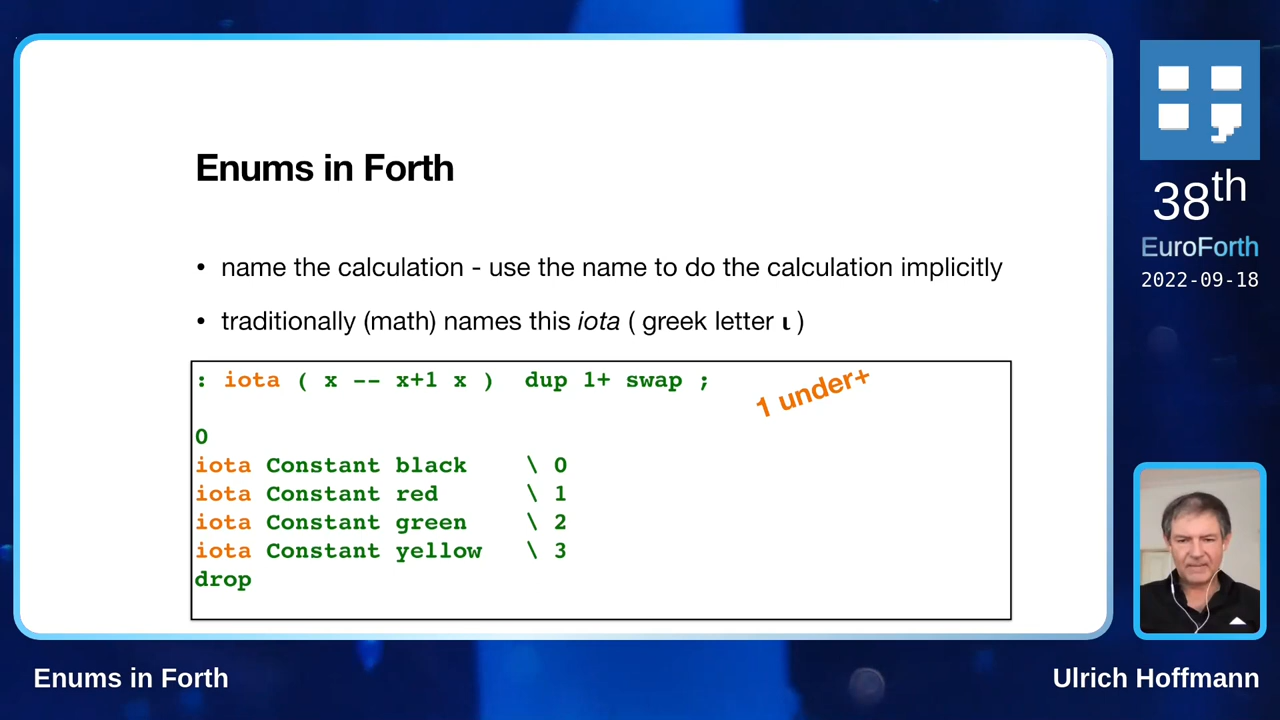 Enums in Forth
• name the calculation - use the name to do the calculation implicitly
• traditionally (math) names this iota ( greek letter ι )
: iota ( x -- x+1 x )  dup 1+ swap ;
1 under+
0
iota Constant black    \ 0
iota Constant red      \ 1
iota Constant green    \ 2
iota Constant yellow   \ 3
drop
38th
EuroForth
2022-09-18
Enums in Forth
Ulrich Hoffmann